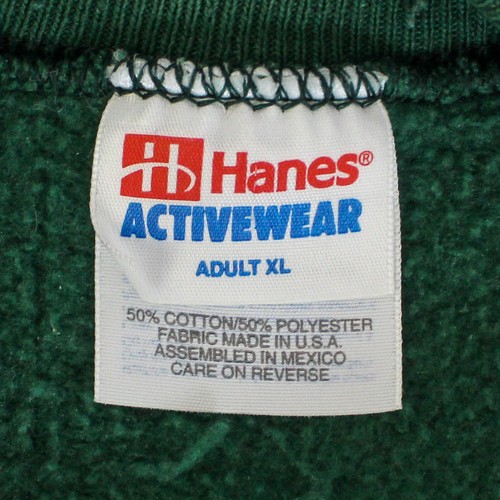 Hanes®
ACTIVEWEAR
ADULT XL
50% COTTON/50% POLYESTER
FABRIC MADE IN U.S.A.
ASSEMBLED IN MEXICO
CARE ON REVERSE